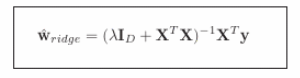 ŵ_ridge = (λI_D + X^T X)^{-1} X^T y